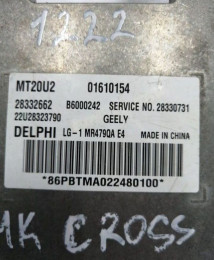 1222
MT20U2 01610154
28332662 B6000242 SERVICE NO. 28330731
22U28323790 GEELY
DELPHI LG-1 MR479QA E4 MADE IN CHINA
*86PBTMA022480100*
MK CROSS